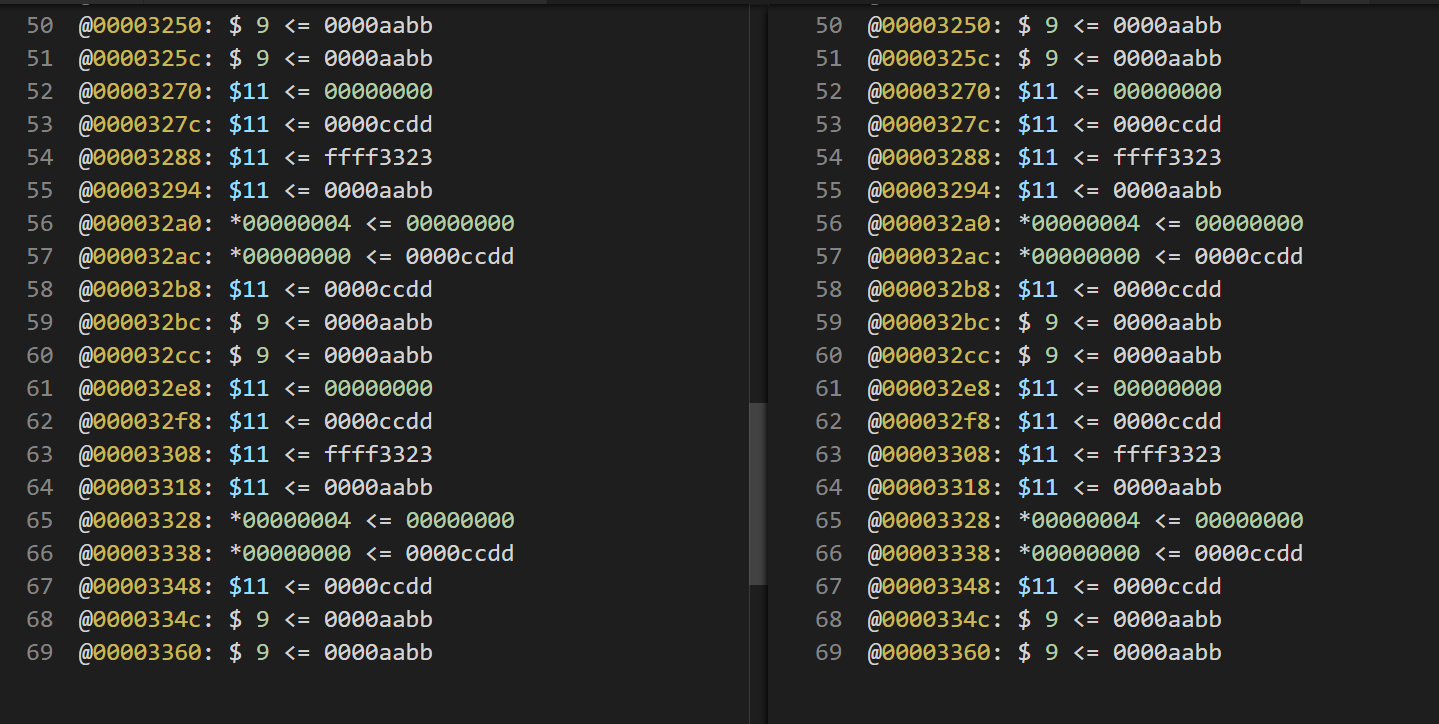 50 @00003250: $ 9 <= 0000aabb
51 @0000325c: $ 9 <= 0000aabb
52 @00003270: $11 <= 00000000
53 @0000327c: $11 <= 0000ccdd
54 @00003288: $11 <= ffff3323
55 @00003294: $11 <= 0000aabb
56 @000032a0: *00000004 <= 00000000
57 @000032ac: *00000000 <= 0000ccdd
58 @000032b8: $11 <= 0000ccdd
59 @000032bc: $ 9 <= 0000aabb
60 @000032cc: $ 9 <= 0000aabb
61 @000032e8: $11 <= 00000000
62 @000032f8: $11 <= 0000ccdd
63 @00003308: $11 <= ffff3323
64 @00003318: $11 <= 0000aabb
65 @00003328: *00000004 <= 00000000
66 @00003338: *00000000 <= 0000ccdd
67 @00003348: $11 <= 0000ccdd
68 @0000334c: $ 9 <= 0000aabb
69 @00003360: $ 9 <= 0000aabb
50 @00003250: $ 9 <= 0000aabb
51 @0000325c: $ 9 <= 0000aabb
52 @00003270: $11 <= 00000000
53 @0000327c: $11 <= 0000ccdd
54 @00003288: $11 <= ffff3323
55 @00003294: $11 <= 0000aabb
56 @000032a0: *00000004 <= 00000000
57 @000032ac: *00000000 <= 0000ccdd
58 @000032b8: $11 <= 0000ccdd
59 @000032bc: $ 9 <= 0000aabb
60 @000032cc: $ 9 <= 0000aabb
61 @000032e8: $11 <= 00000000
62 @000032f8: $11 <= 0000ccdd
63 @00003308: $11 <= ffff3323
64 @00003318: $11 <= 0000aabb
65 @00003328: *00000004 <= 00000000
66 @00003338: *00000000 <= 0000ccdd
67 @00003348: $11 <= 0000ccdd
68 @0000334c: $ 9 <= 0000aabb
69 @00003360: $ 9 <= 0000aabb